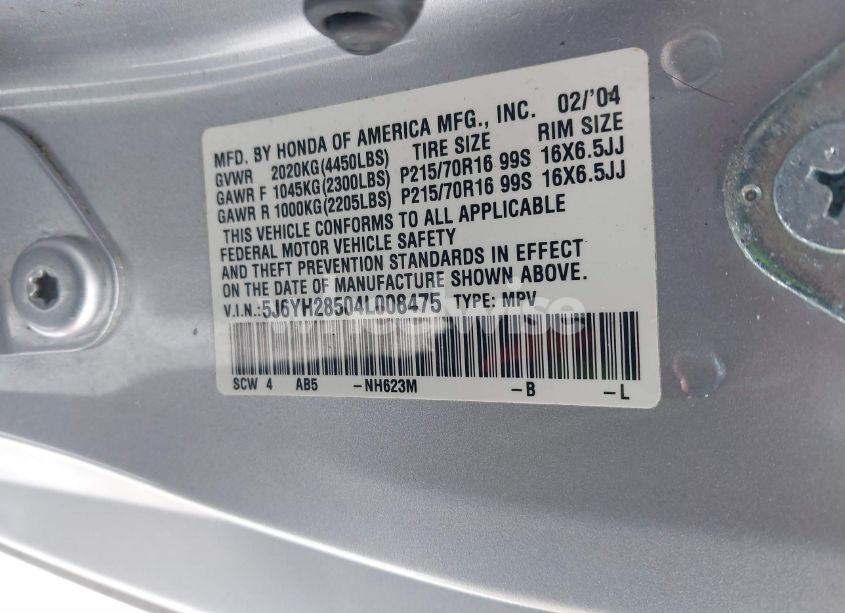 MFD. BY HONDA OF AMERICA MFG., INC. 02/'04
GVWR 2020KG(4450LBS) TIRE SIZE RIM SIZE
GAWR F 1045KG(2300LBS) P215/70R16 99S 16X6.5JJ
GAWR R 1000KG(2205LBS) P215/70R16 99S 16X6.5JJ
THIS VEHICLE CONFORMS TO ALL APPLICABLE
FEDERAL MOTOR VEHICLE SAFETY
AND THEFT PREVENTION STANDARDS IN EFFECT
ON THE DATE OF MANUFACTURE SHOWN ABOVE.
V.I.N.:5J6YH28504L008475 TYPE: MPV
SCW 4 AB5 -NH623M -B -L